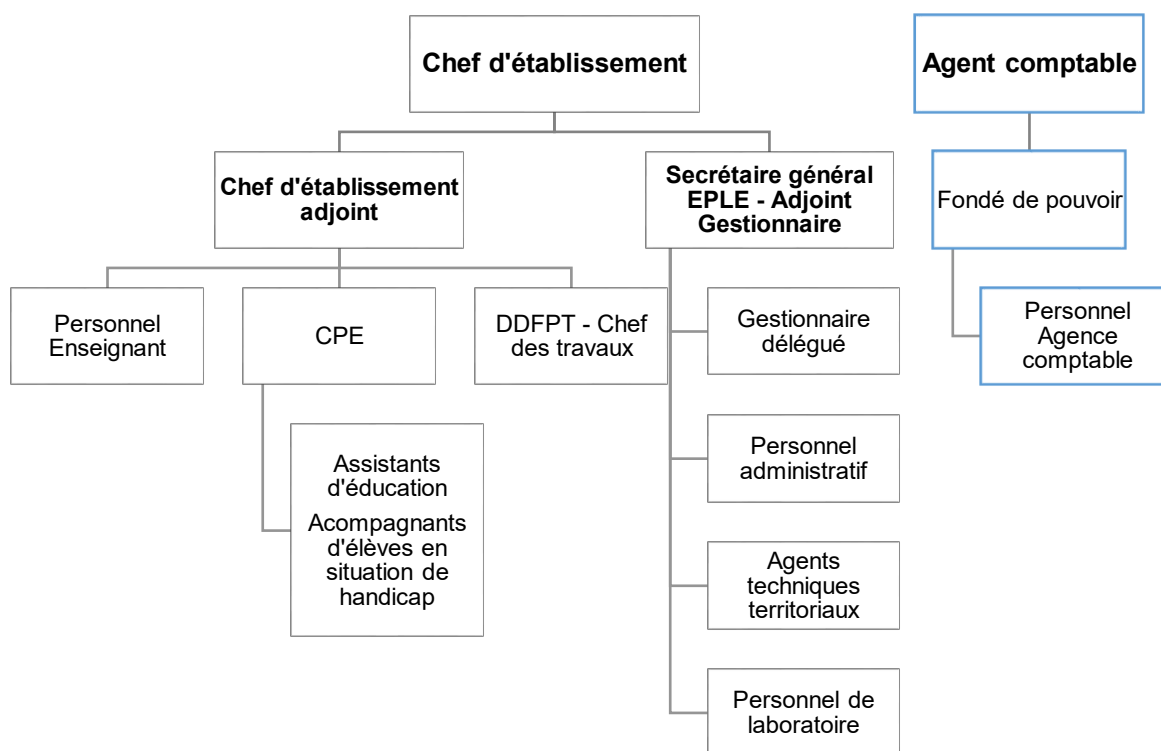 Chef d'établissement
Agent comptable
Chef d'établissement
adjoint
Secrétaire général
EPLE - Adjoint
Gestionnaire
Fondé de pouvoir
Personnel
Enseignant
CPE
DDFPT - Chef
des travaux
Gestionnaire
délégué
Personnel
Agence
comptable
Assistants
d'éducation
Acompagnants
d'élèves en
situation de
handicap
Personnel
administratif
Agents
techniques
territoriaux
Personnel de
laboratoire